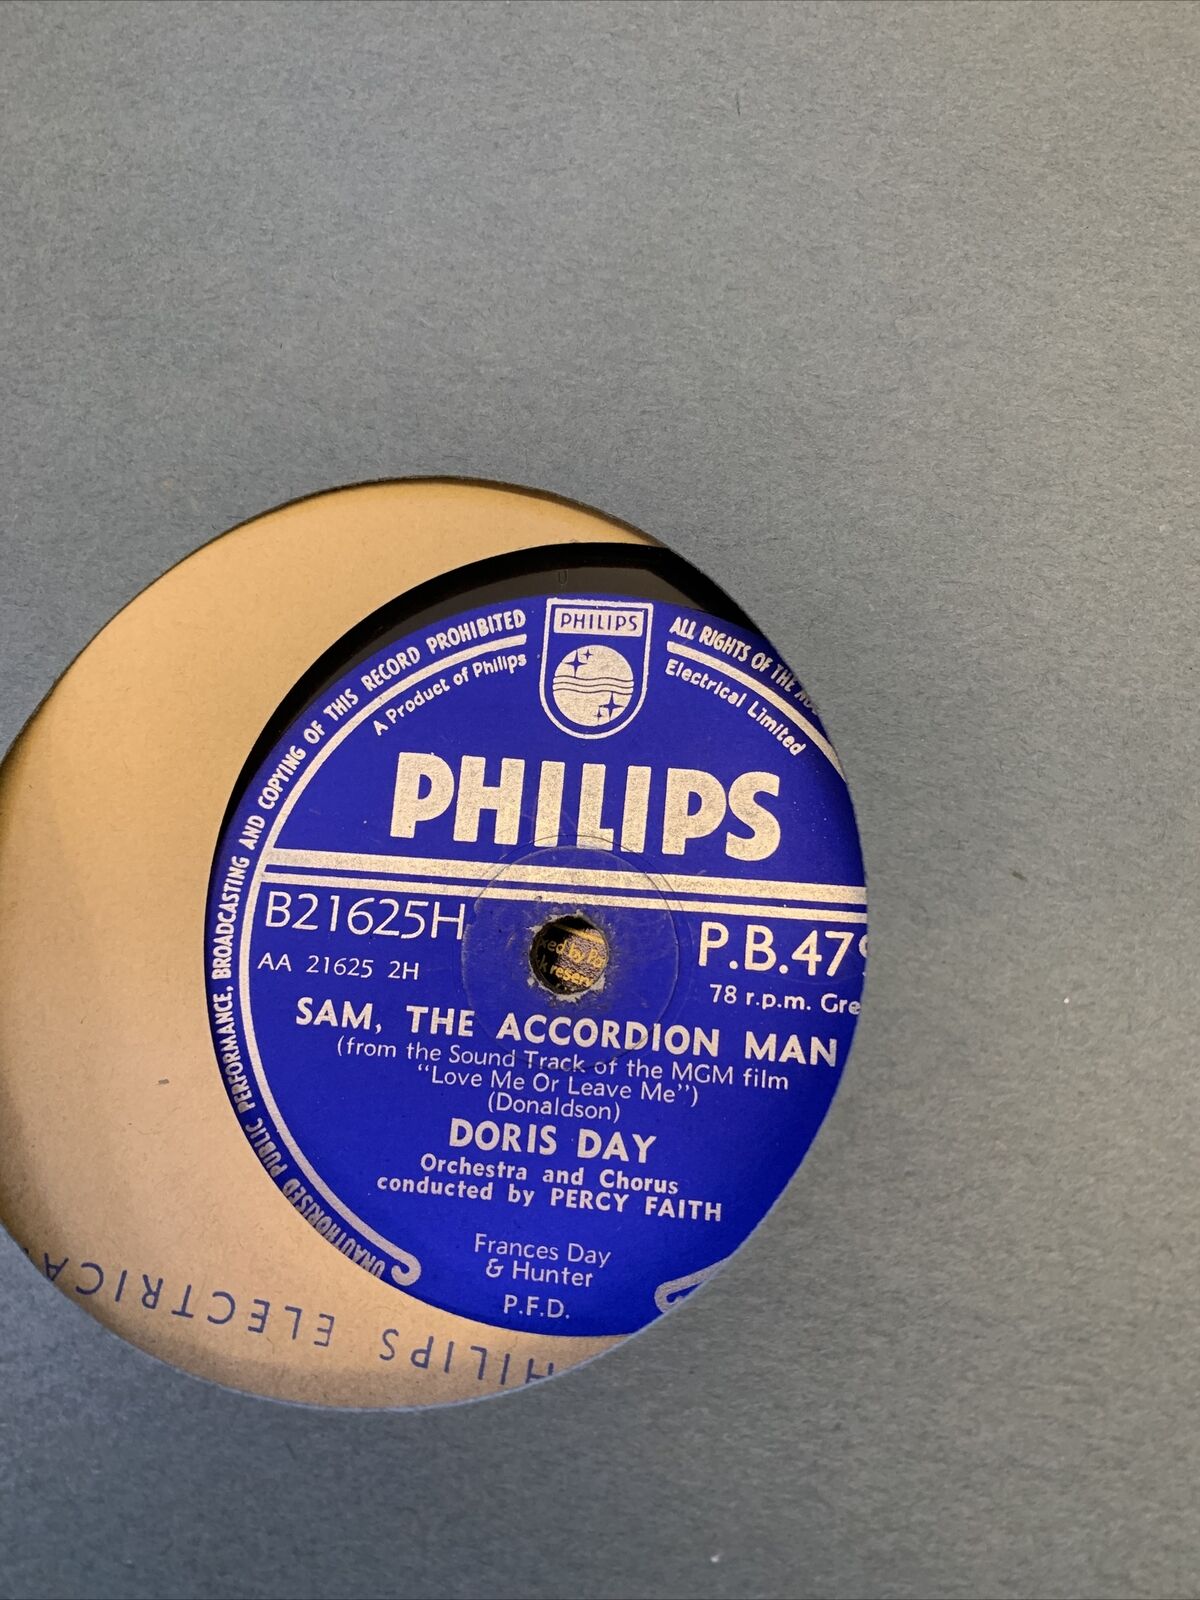 UNAUTHORISED PUBLIC PERFORMANCE, BROADCASTING AND COPYING OF THIS RECORD PROHIBITED
ALL RIGHTS OF THE
A Product of Philips
Electrical Limited
PHILIPS
PHILIPS
B21625H
P.B.479
AA 21625 2H
78 r.p.m. Gre
SAM, THE ACCORDION MAN
(from the Sound Track of the MGM film
"Love Me Or Leave Me")
(Donaldson)
DORIS DAY
Orchestra and Chorus
conducted by PERCY FAITH
Frances Day
& Hunter
P.F.D.
HILIPS ELECTRICA